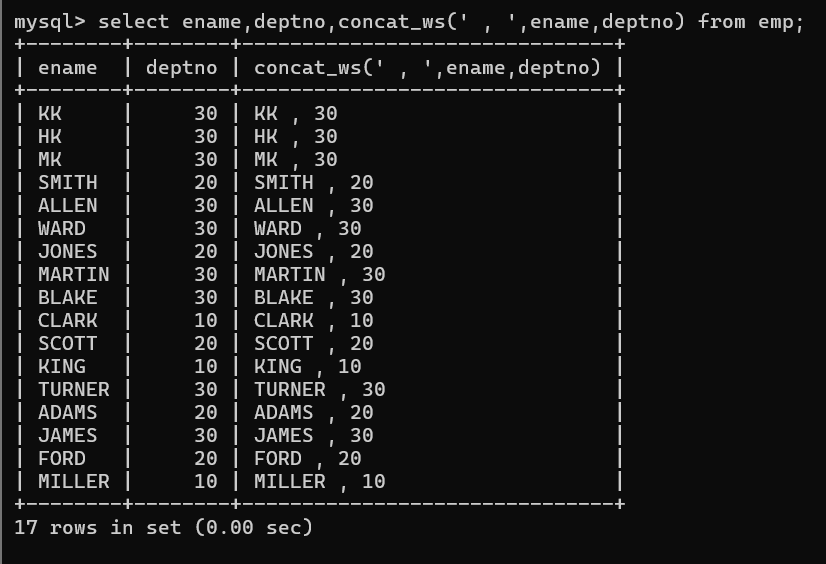 mysql> select ename,deptno,concat_ws(' , ',ename,deptno) from emp;
+--------+--------+-------------------------------+
| ename  | deptno | concat_ws(' , ',ename,deptno) |
+--------+--------+-------------------------------+
| KK     |     30 | KK , 30                       |
| HK     |     30 | HK , 30                       |
| MK     |     30 | MK , 30                       |
| SMITH  |     20 | SMITH , 20                    |
| ALLEN  |     30 | ALLEN , 30                    |
| WARD   |     30 | WARD , 30                     |
| JONES  |     20 | JONES , 20                    |
| MARTIN |     30 | MARTIN , 30                   |
| BLAKE  |     30 | BLAKE , 30                    |
| CLARK  |     10 | CLARK , 10                    |
| SCOTT  |     20 | SCOTT , 20                    |
| KING   |     10 | KING , 10                     |
| TURNER |     30 | TURNER , 30                   |
| ADAMS  |     20 | ADAMS , 20                    |
| JAMES  |     30 | JAMES , 30                    |
| FORD   |     20 | FORD , 20                     |
| MILLER |     10 | MILLER , 10                   |
+--------+--------+-------------------------------+
17 rows in set (0.00 sec)